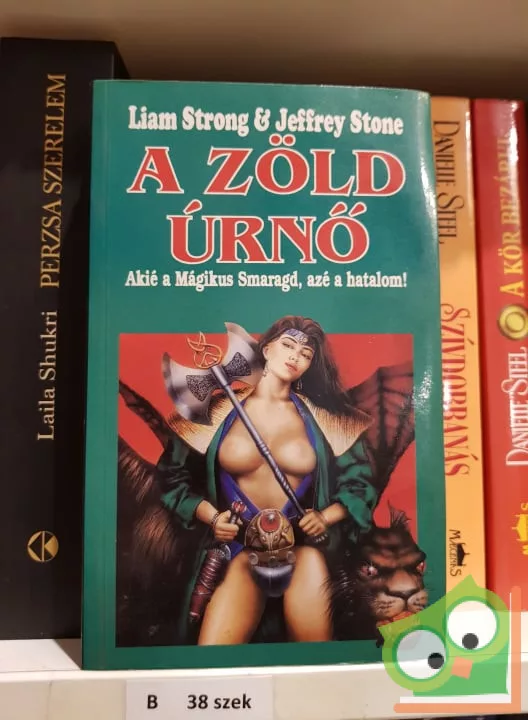 Liam Strong & Jeffrey Stone
A ZÖLD
ÚRNŐ
Akié a Mágikus Smaragd, azé a hatalom!
Laila Shukri PERZSA SZERELEM
DANIELLE STEEL
SZÍVDOBBANÁS
DANIELLE STEEL A KÖR BEZÁRUL
B 38 szek